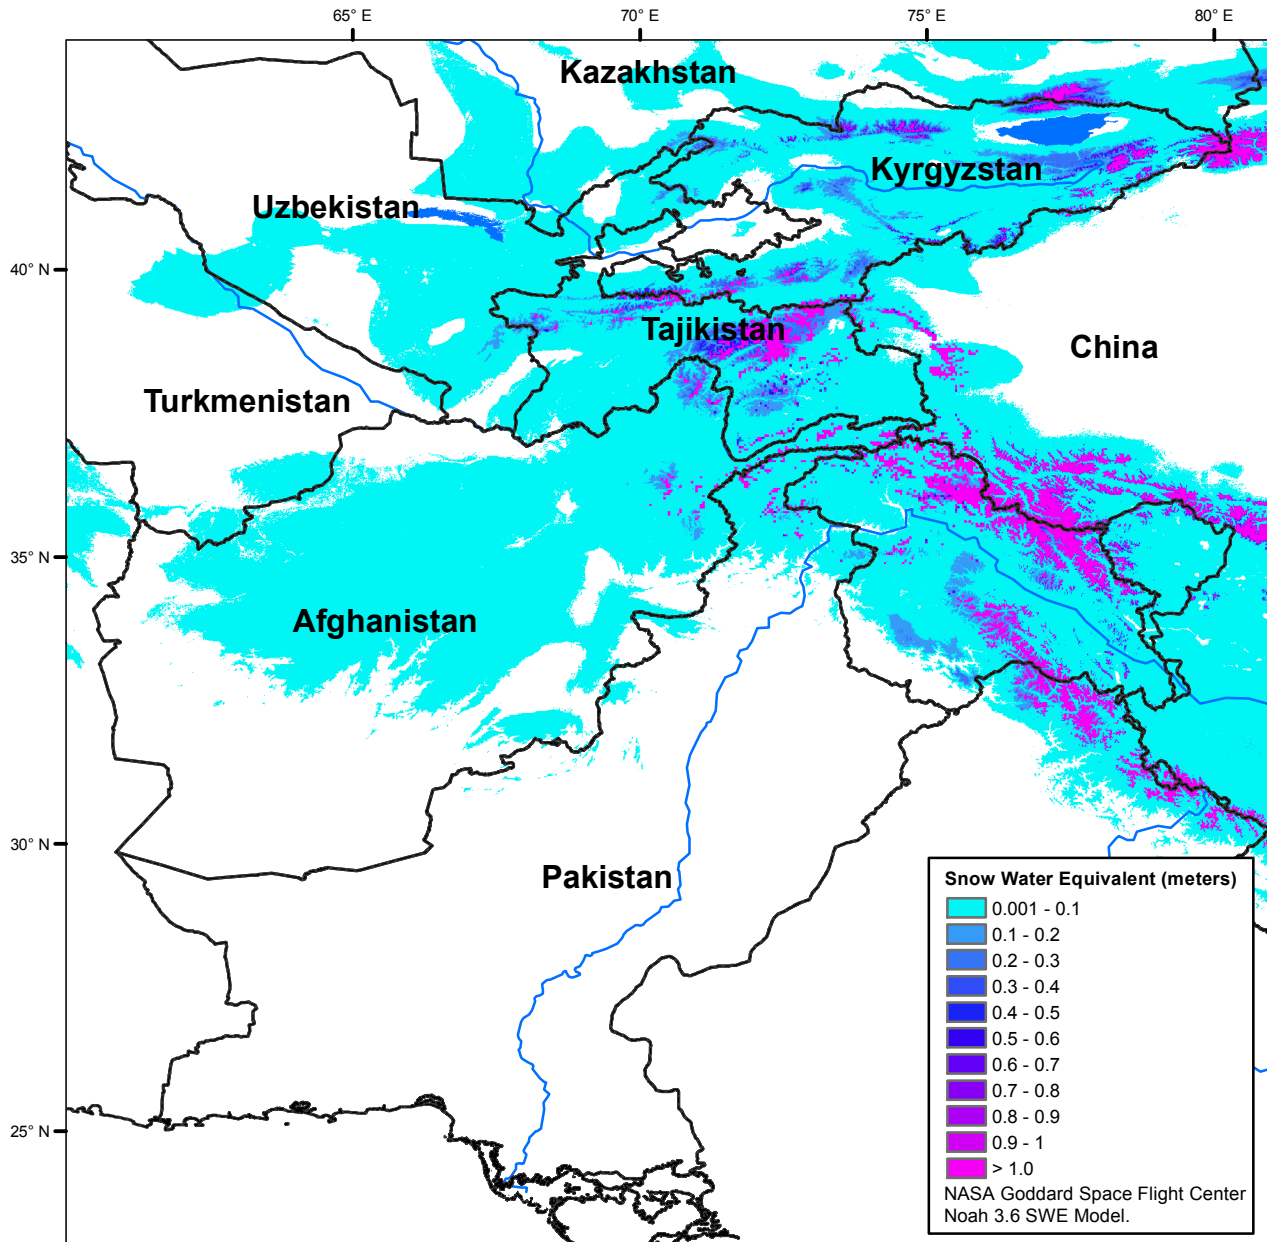 65° E
70° E
75° E
80° E
Kazakhstan
Kyrgyzstan
Uzbekistan
40° N
Tajikistan
China
Turkmenistan
35° N
Afghanistan
30° N
Pakistan
25° N
Snow Water Equivalent (meters)
0.001 - 0.1
0.1 - 0.2
0.2 - 0.3
0.3 - 0.4
0.4 - 0.5
0.5 - 0.6
0.6 - 0.7
0.7 - 0.8
0.8 - 0.9
0.9 - 1
> 1.0
NASA Goddard Space Flight Center
Noah 3.6 SWE Model.